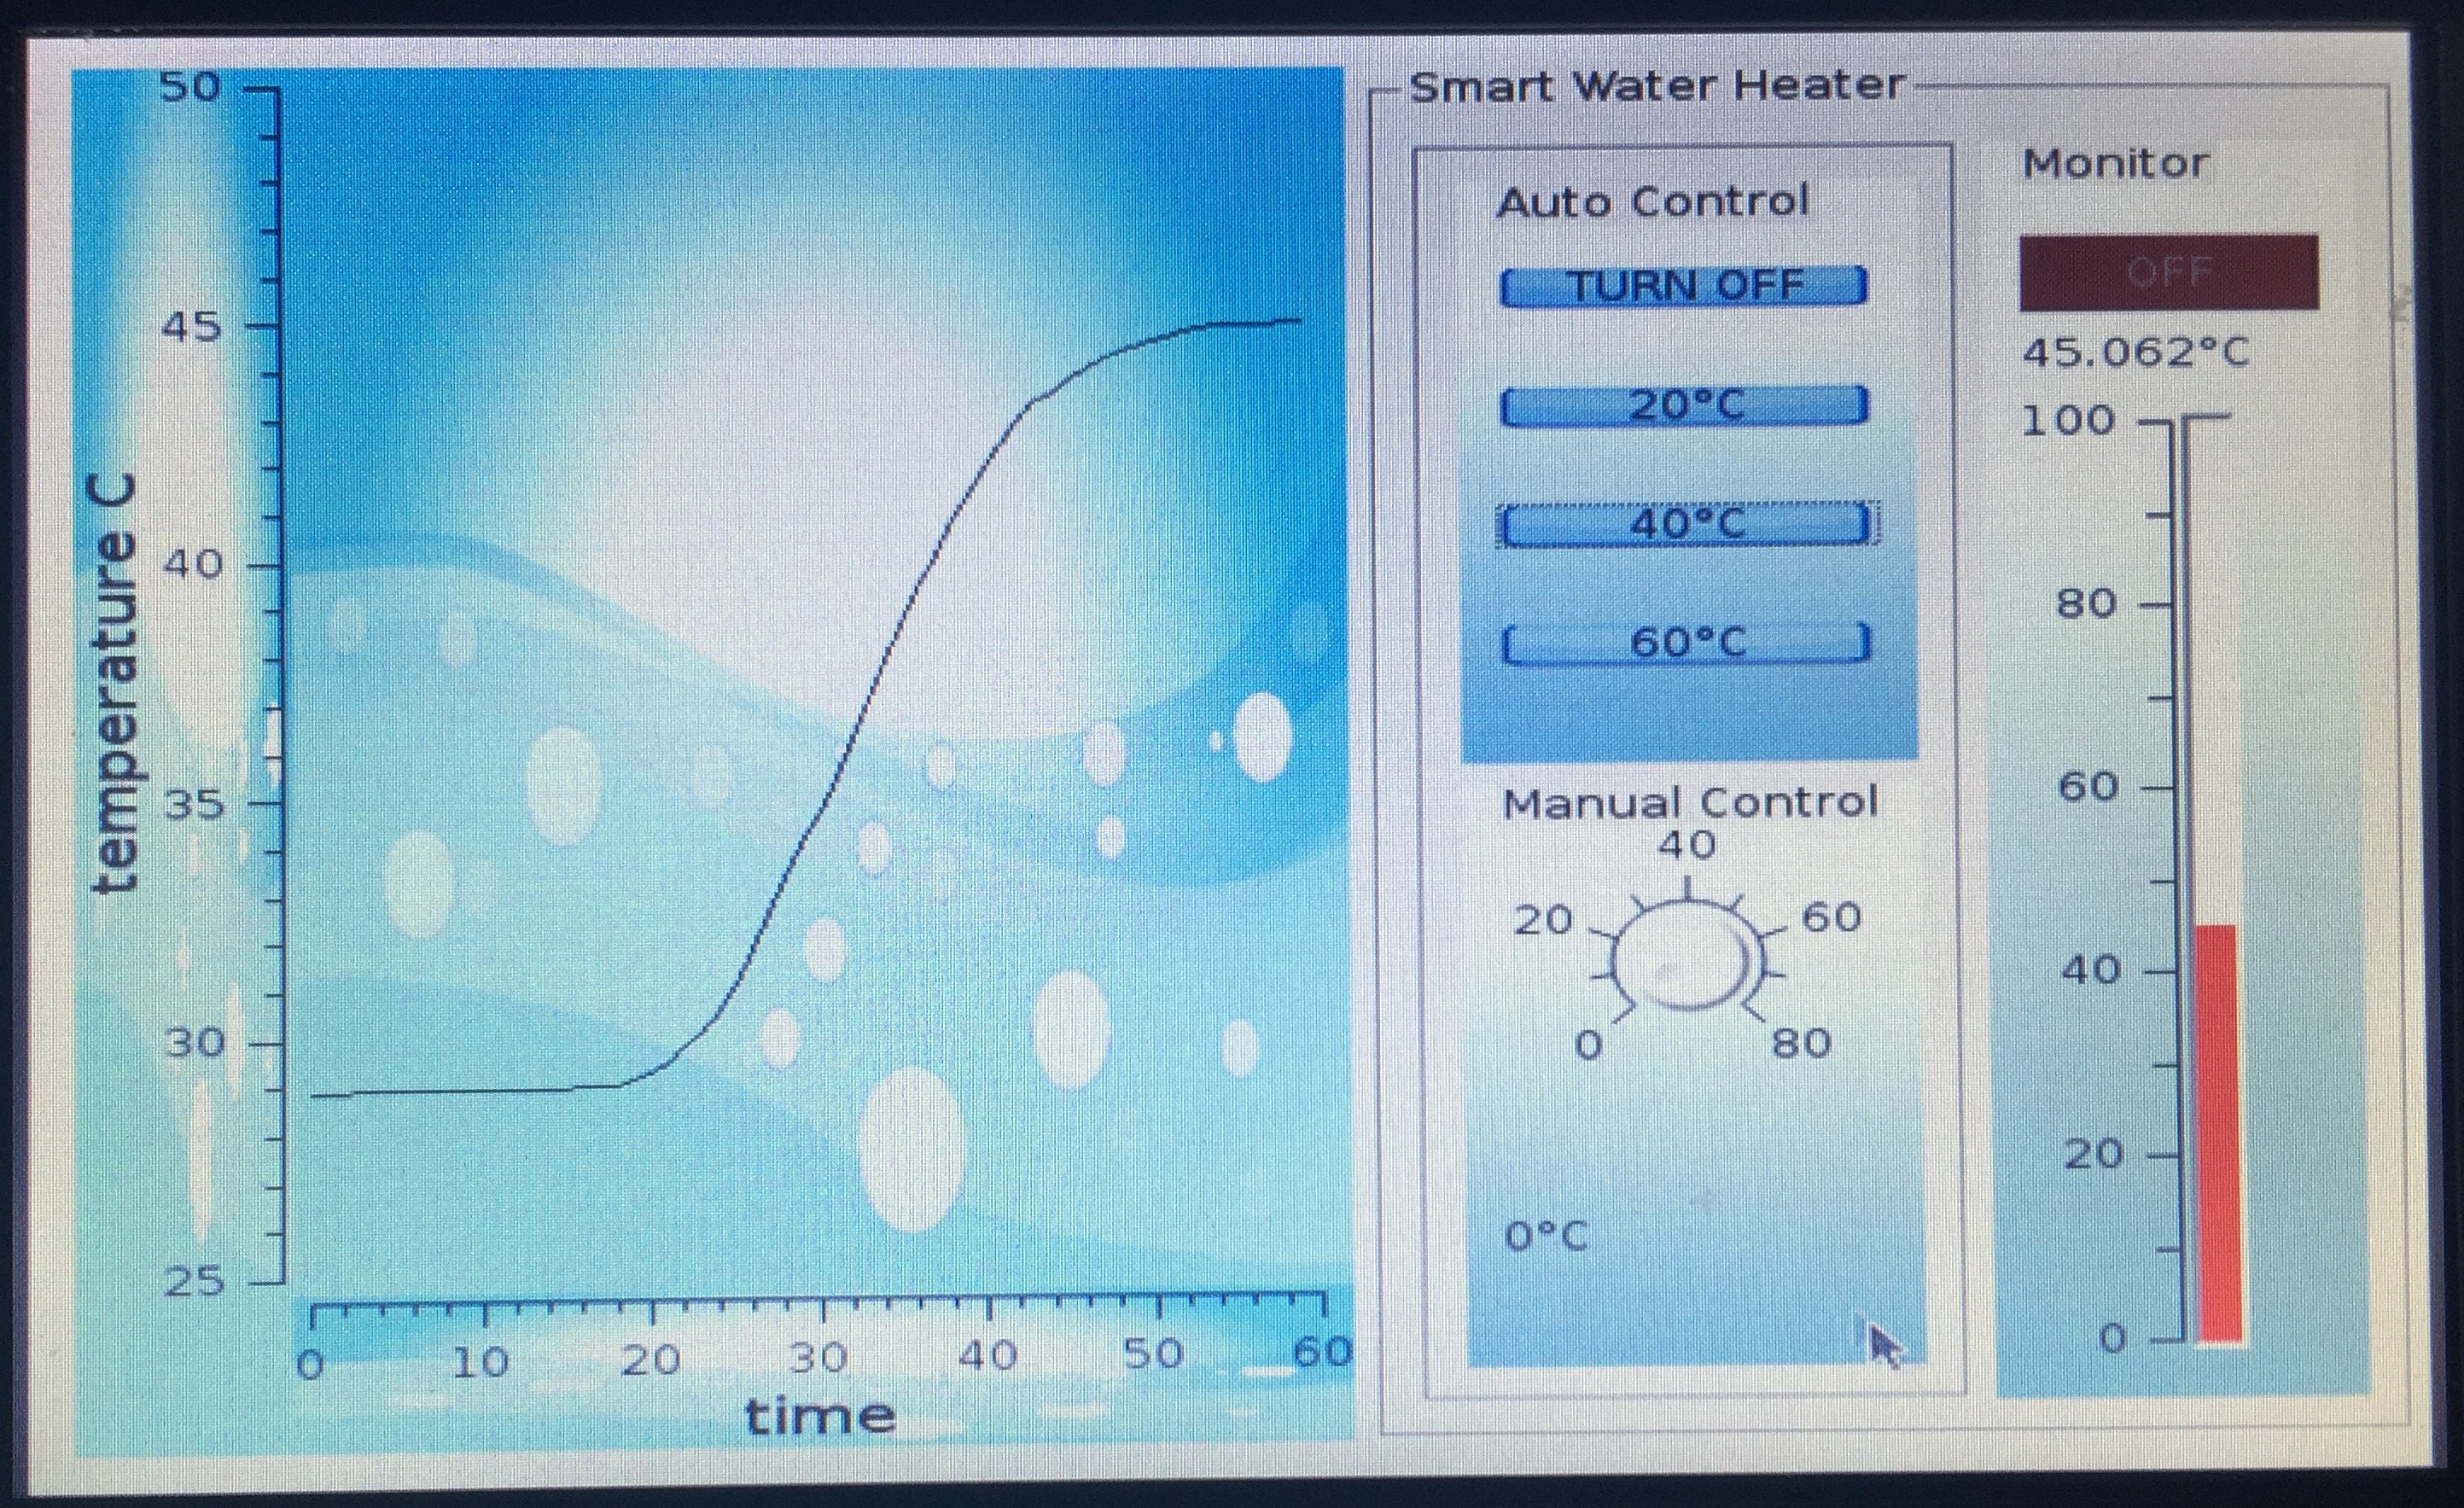 50
45
40
35
30
25
temperature C
0 10 20 30 40 50 60
time
Smart Water Heater
Auto Control
TURN OFF
20°C
40°C
60°C
Manual Control
40
20 60
0 80
0°C
Monitor
OFF
45.062°C
100
80
60
40
20
0